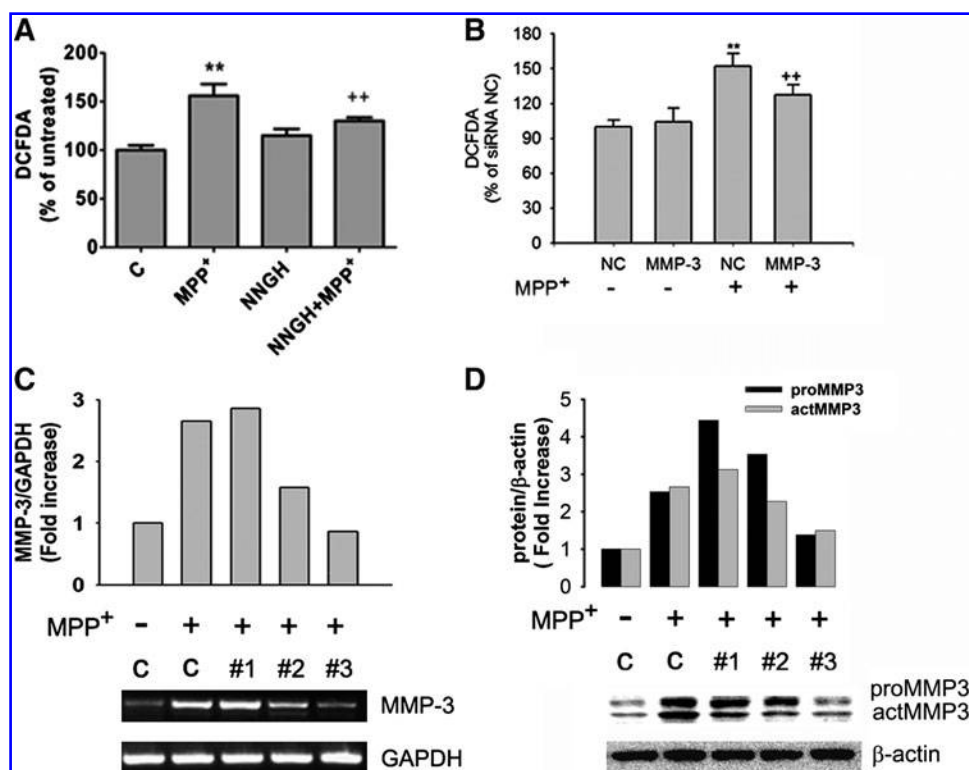 A
DCFDA
(% of untreated)
200
150
100
50
0
**
++
C
MPP⁺
NNGH
NNGH+MPP⁺
B
DCFDA
(% of siRNA NC)
180
150
120
90
60
30
0
**
++
NC MMP-3 NC MMP-3
MPP⁺ - - + +
C
MMP-3/GAPDH
(Fold increase)
3
2
1
0
MPP⁺ - + + + +
C C #1 #2 #3
MMP-3
GAPDH
D
protein/β-actin
( Fold Increase)
5
4
3
2
1
0
proMMP3
actMMP3
MPP⁺ - + + + +
C C #1 #2 #3
proMMP3
actMMP3
β-actin